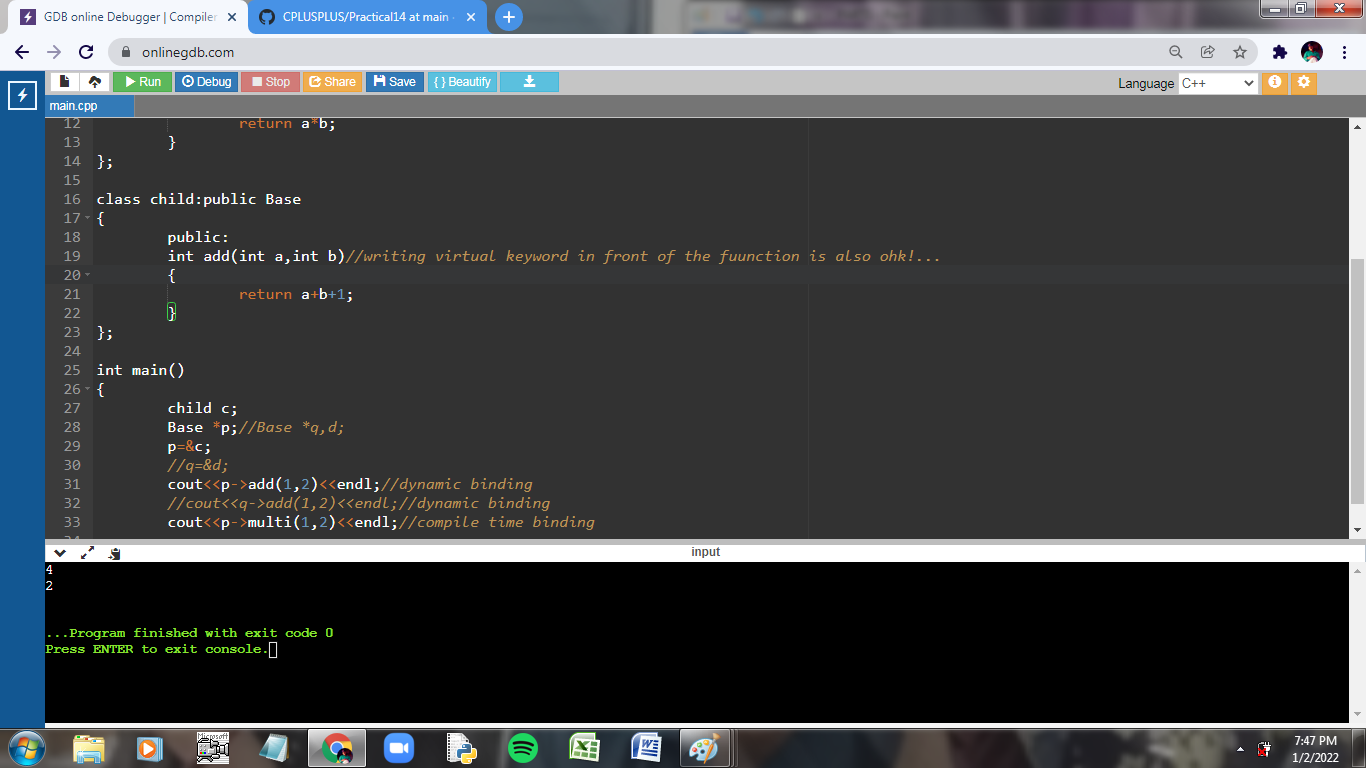 GDB online Debugger | Compiler
CPLUSPLUS/Practical14 at main
onlinegdb.com
Run Debug Stop Share Save { } Beautify
Language C++
main.cpp
12 return a*b;
13 }
14 };
15
16 class child:public Base
17 {
18 public:
19 int add(int a,int b)//writing virtual keyword in front of the fuunction is also ohk!...
20 {
21 return a+b+1;
22 }
23 };
24
25 int main()
26 {
27 child c;
28 Base *p;//Base *q,d;
29 p=&c;
30 //q=&d;
31 cout<<p->add(1,2)<<endl;//dynamic binding
32 //cout<<q->add(1,2)<<endl;//dynamic binding
33 cout<<p->multi(1,2)<<endl;//compile time binding
input
4
2
...Program finished with exit code 0
Press ENTER to exit console.
Microsoft
7:47 PM
1/2/2022